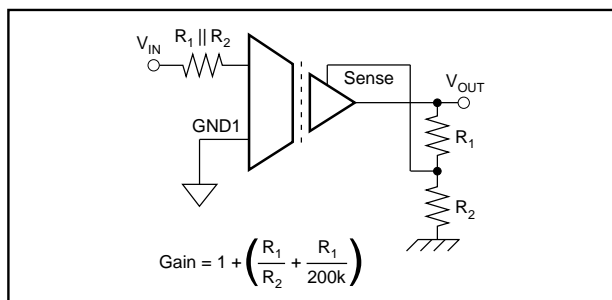 V_IN
R_1 || R_2
Sense
V_OUT
GND1
R_1
R_2
Gain = 1 + (R_1/R_2 + R_1/200k)